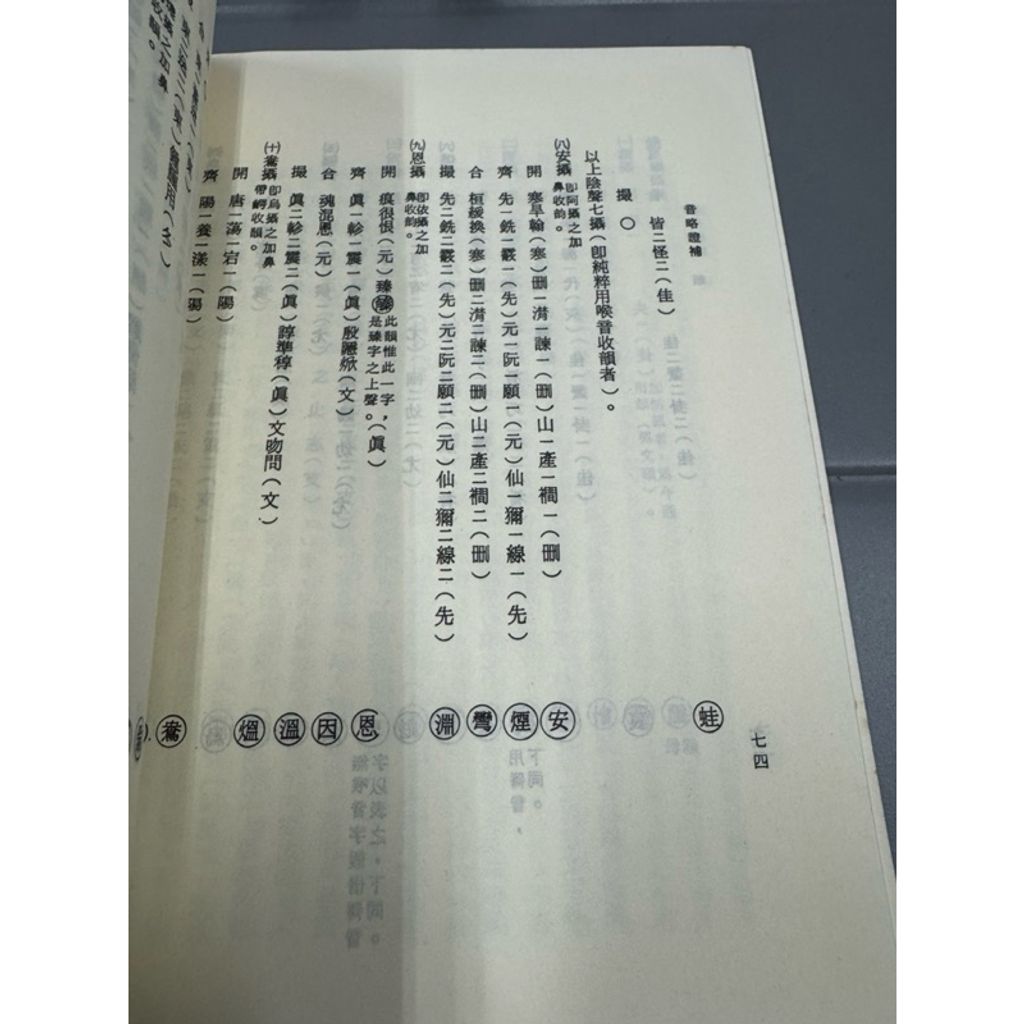 音略證補
七四
皆二怪二(佳) 蛙
撮○
以上陰聲七攝(卽純粹用喉音收韻者)。
㈧安攝 卽阿攝之加鼻收韵。
開 寒旱翰(寒)刪一潸一諫一(刪)山一產一襇一(刪) 安
齊 先一銑一霰一(先)元一阮一願一(元)仙一獮一線一(先) 煙
合 桓緩換(寒)刪二潸二諫二(刪)山二產二襇二(刪) 彎
撮 先二銑二霰二(先)元二阮二願二(元)仙二獮二線二(先) 淵
㈨恩攝 卽依攝之加鼻收韵。
開 痕很恨(元)臻 此韻惟此一字,是臻字之上聲。(眞) 恩
齊 眞一軫一震一(眞)殷隱焮(文) 因
合 魂混慁(元) 溫
撮 眞二軫二震二(眞)諄準稕(眞)文吻問(文) 熅
㈩鴦攝 卽烏攝之加鼻帶齶收韻。
開 唐一蕩一宕一(陽) 鴦
齊 陽一養一漾一(陽)